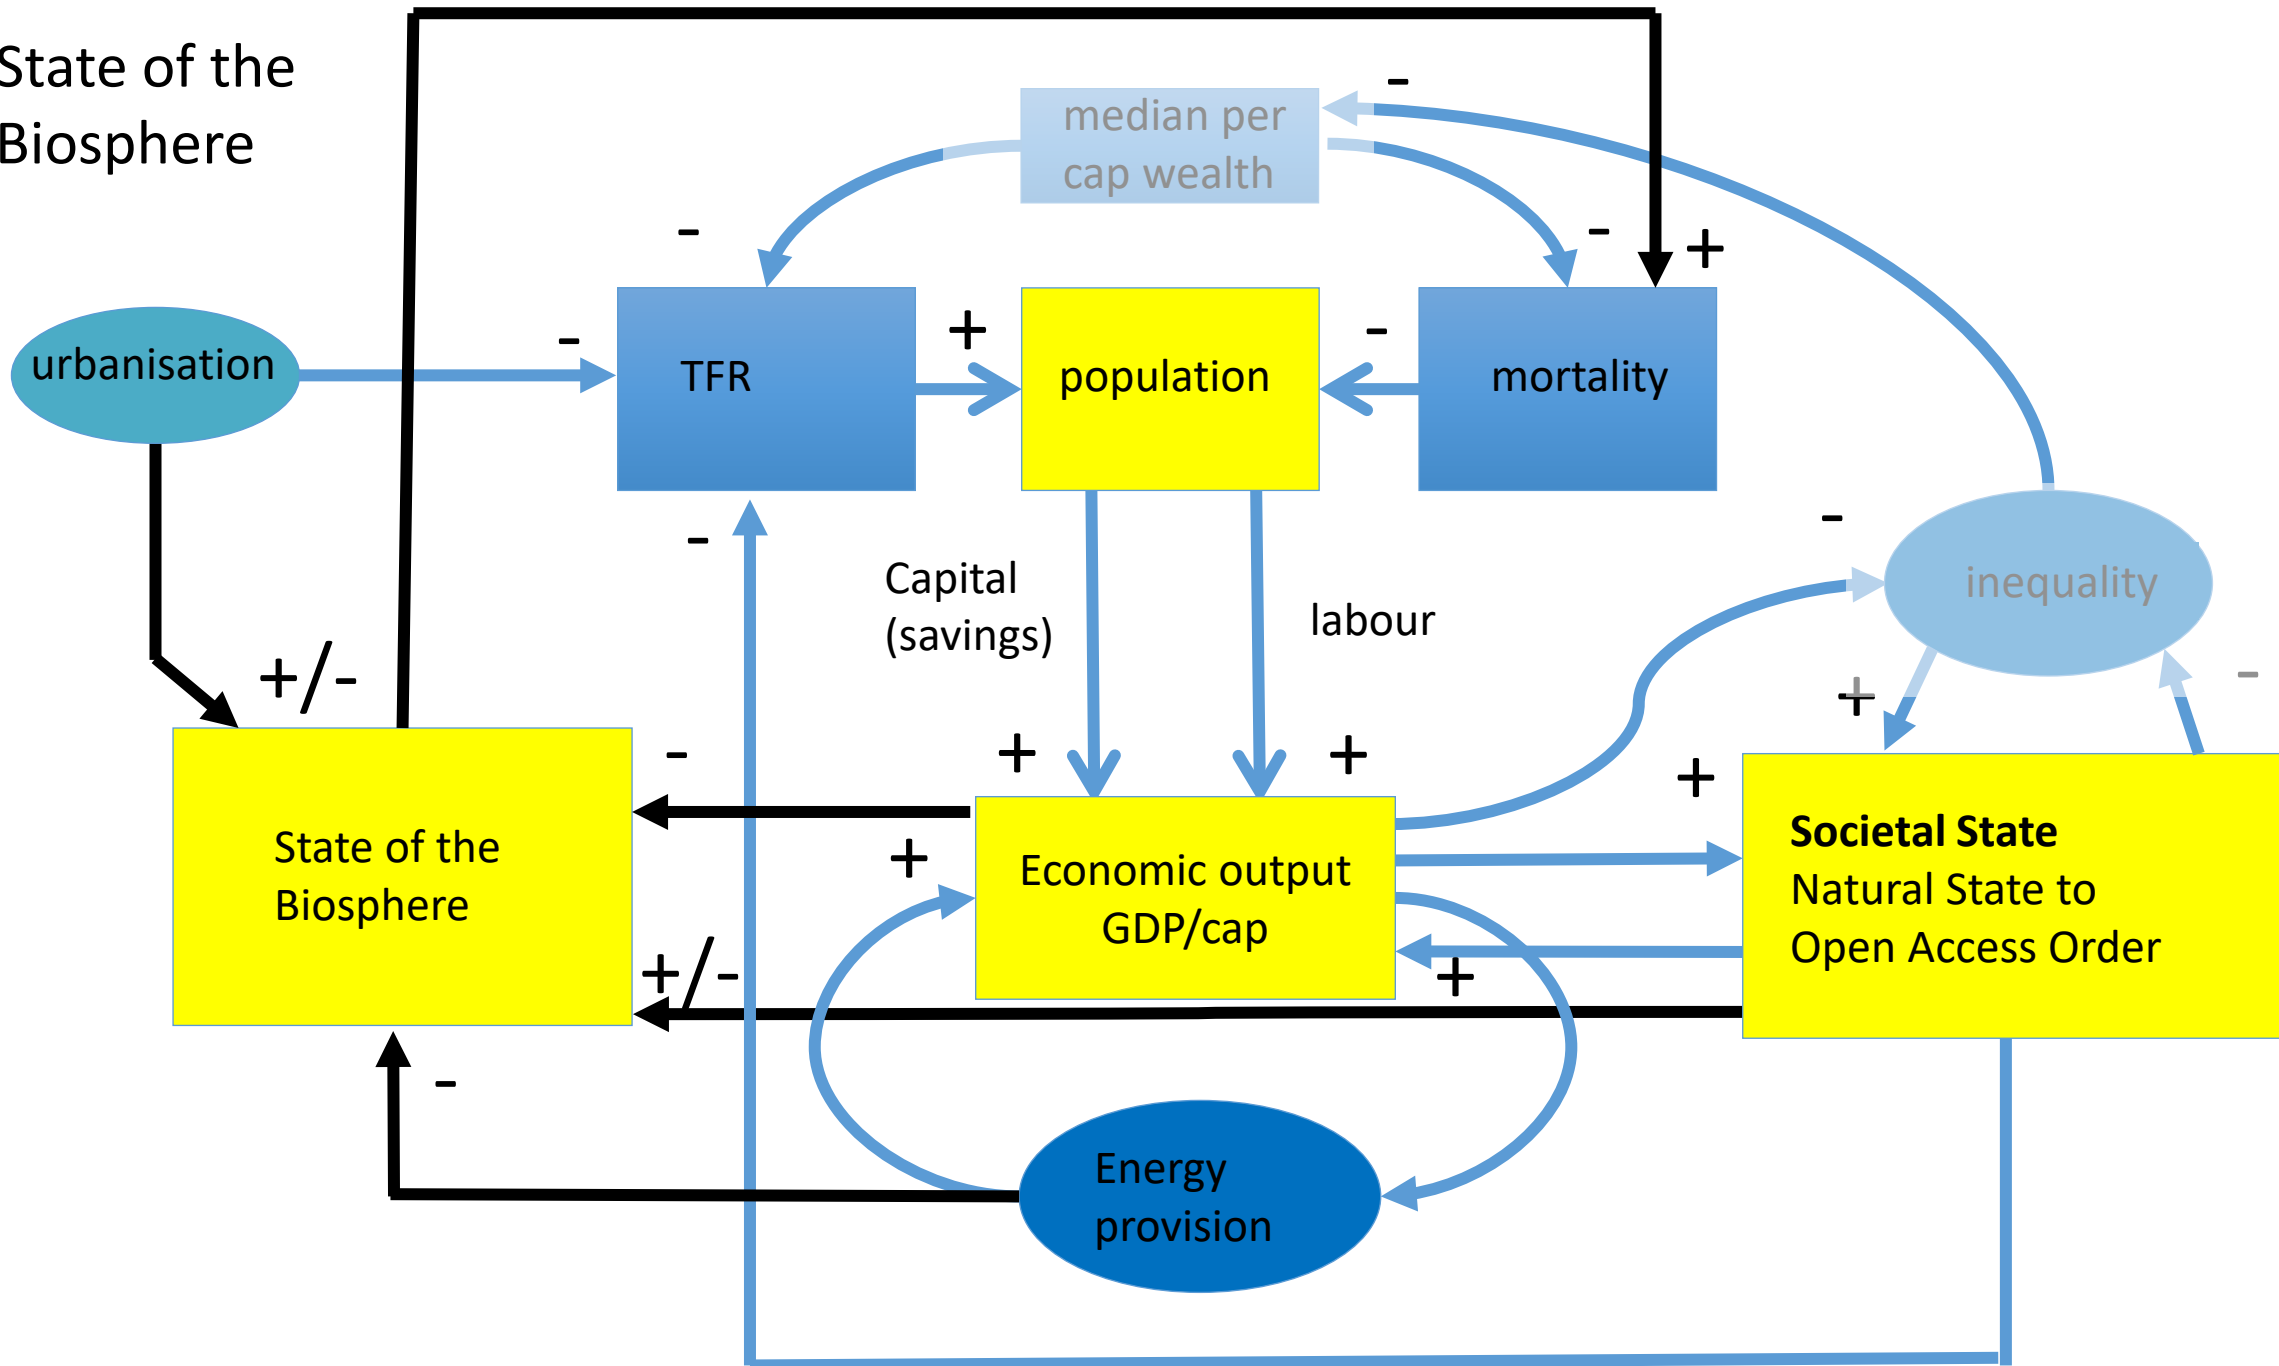 State of the
Biosphere
-
median per
cap wealth
-
-
+
urbanisation
-
TFR
+
population
-
mortality
-
-
Capital
(savings)
labour
inequality
+/-
+
-
-
+
+
+
State of the
Biosphere
+
Economic output
GDP/cap
Societal State
Natural State to
Open Access Order
+/-
+
-
Energy
provision